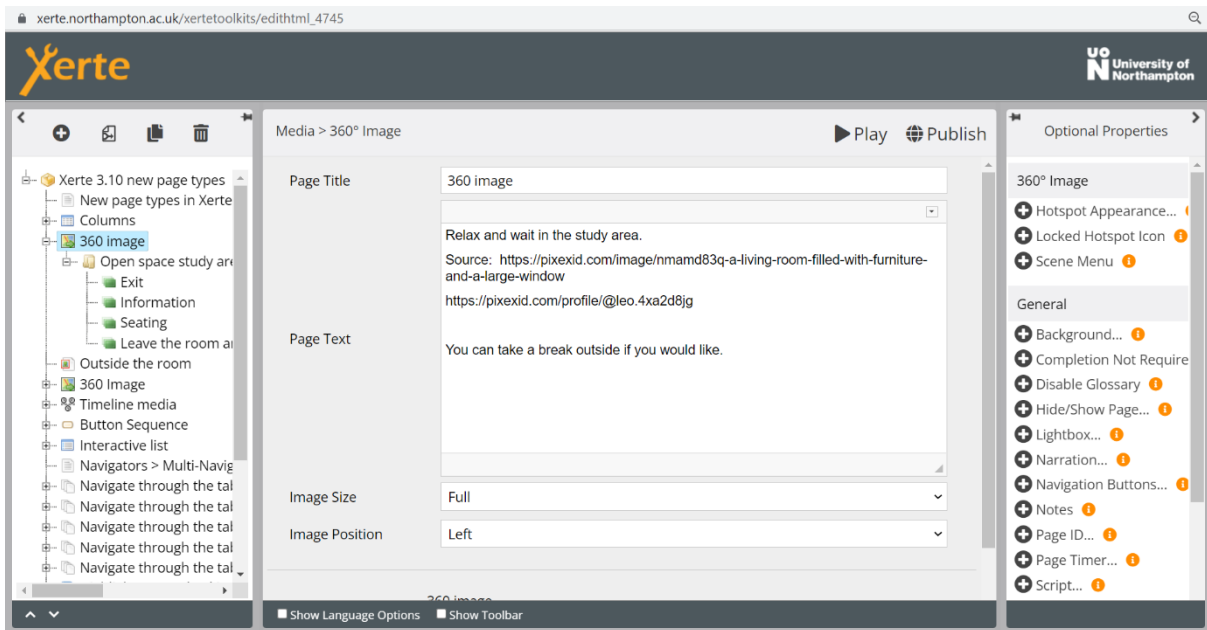 xerte.northampton.ac.uk/xertetoolkits/edithtml_4745
Xerte
UON University of Northampton
Media > 360° Image
Play
Publish
Optional Properties
Xerte 3.10 new page types
New page types in Xerte
Columns
360 image
Open space study are
Exit
Information
Seating
Leave the room a
Outside the room
360 Image
Timeline media
Button Sequence
Interactive list
Navigators > Multi-Navig
Navigate through the tal
Navigate through the tal
Navigate through the tal
Navigate through the tal
Navigate through the tal
Page Title
360 image
Page Text
Relax and wait in the study area.
Source: https://pixexid.com/image/nmamd83q-a-living-room-filled-with-furniture-
and-a-large-window
https://pixexid.com/profile/@leo.4xa2d8jg
You can take a break outside if you would like.
Image Size
Full
Image Position
Left
360 image
Show Language Options
Show Toolbar
360° Image
Hotspot Appearance...
Locked Hotspot Icon
Scene Menu
General
Background...
Completion Not Require
Disable Glossary
Hide/Show Page...
Lightbox...
Narration...
Navigation Buttons...
Notes
Page ID...
Page Timer...
Script...